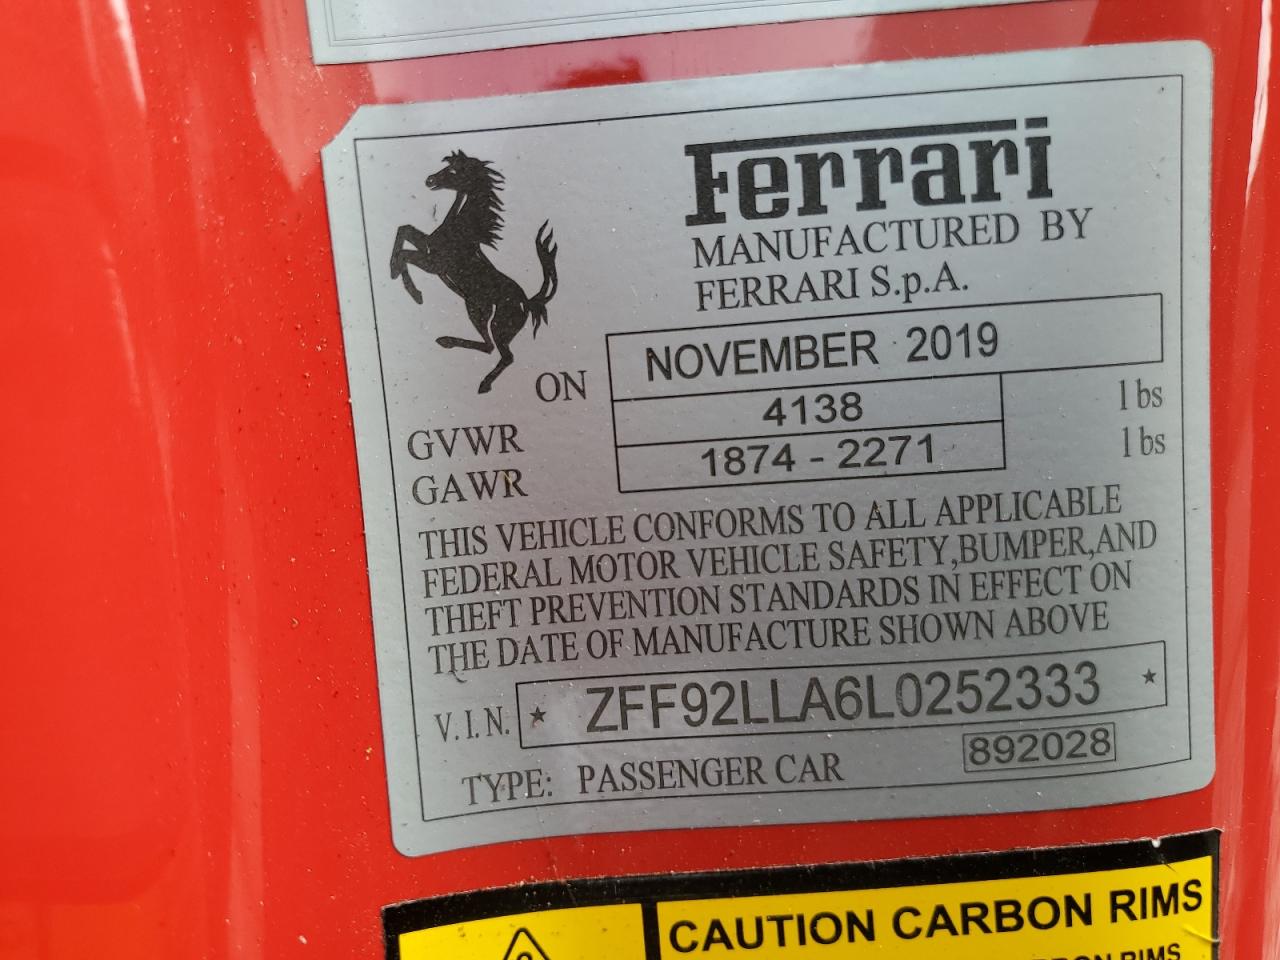 Ferrari
MANUFACTURED BY
FERRARI S.p.A.
ON NOVEMBER 2019
GVWR 4138 lbs
GAWR 1874 - 2271 lbs
THIS VEHICLE CONFORMS TO ALL APPLICABLE
FEDERAL MOTOR VEHICLE SAFETY,BUMPER,AND
THEFT PREVENTION STANDARDS IN EFFECT ON
THE DATE OF MANUFACTURE SHOWN ABOVE
V.I.N. * ZFF92LLA6L0252333 *
TYPE: PASSENGER CAR 892028
CAUTION CARBON RIMS
RIMS